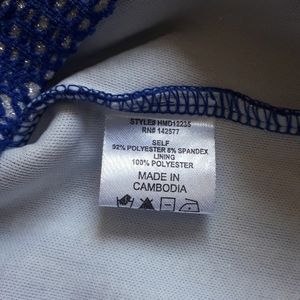 STYLE# HMD12235
RN# 142577
SELF
92% POLYESTER 8% SPANDEX
LINING
100% POLYESTER
MADE IN
CAMBODIA